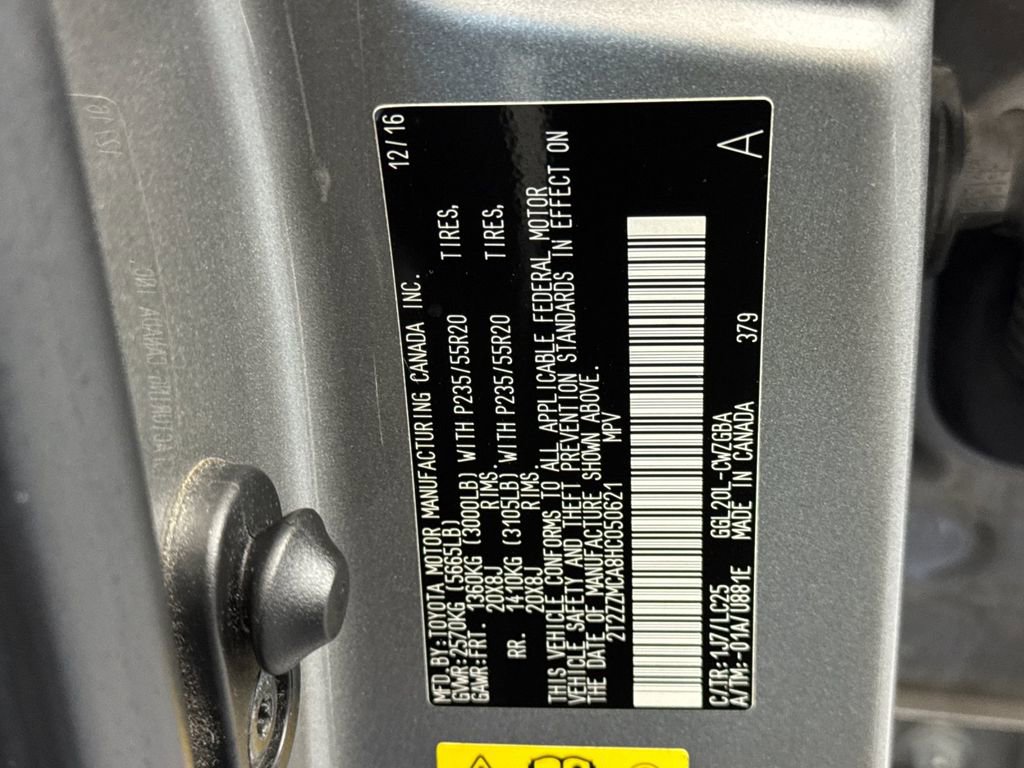 MFD.BY:TOYOTA MOTOR MANUFACTURING CANADA INC. 12/16
GVWR:2570KG (5665LB)
GAWR:FRT. 1360KG (3000LB) WITH P235/55R20 TIRES,
20X8J RIMS.
RR. 1410KG (3105LB) WITH P235/55R20 TIRES,
20X8J RIMS.
THIS VEHICLE CONFORMS TO ALL APPLICABLE FEDERAL MOTOR
VEHICLE SAFETY AND THEFT PREVENTION STANDARDS IN EFFECT ON
THE DATE OF MANUFACTURE SHOWN ABOVE.
2T2ZZMCA8HC050621 MPV
C/TR:1J7/LC25 GGL20L-CWZGBA 379
A/TM:-01A/U881E MADE IN CANADA
A